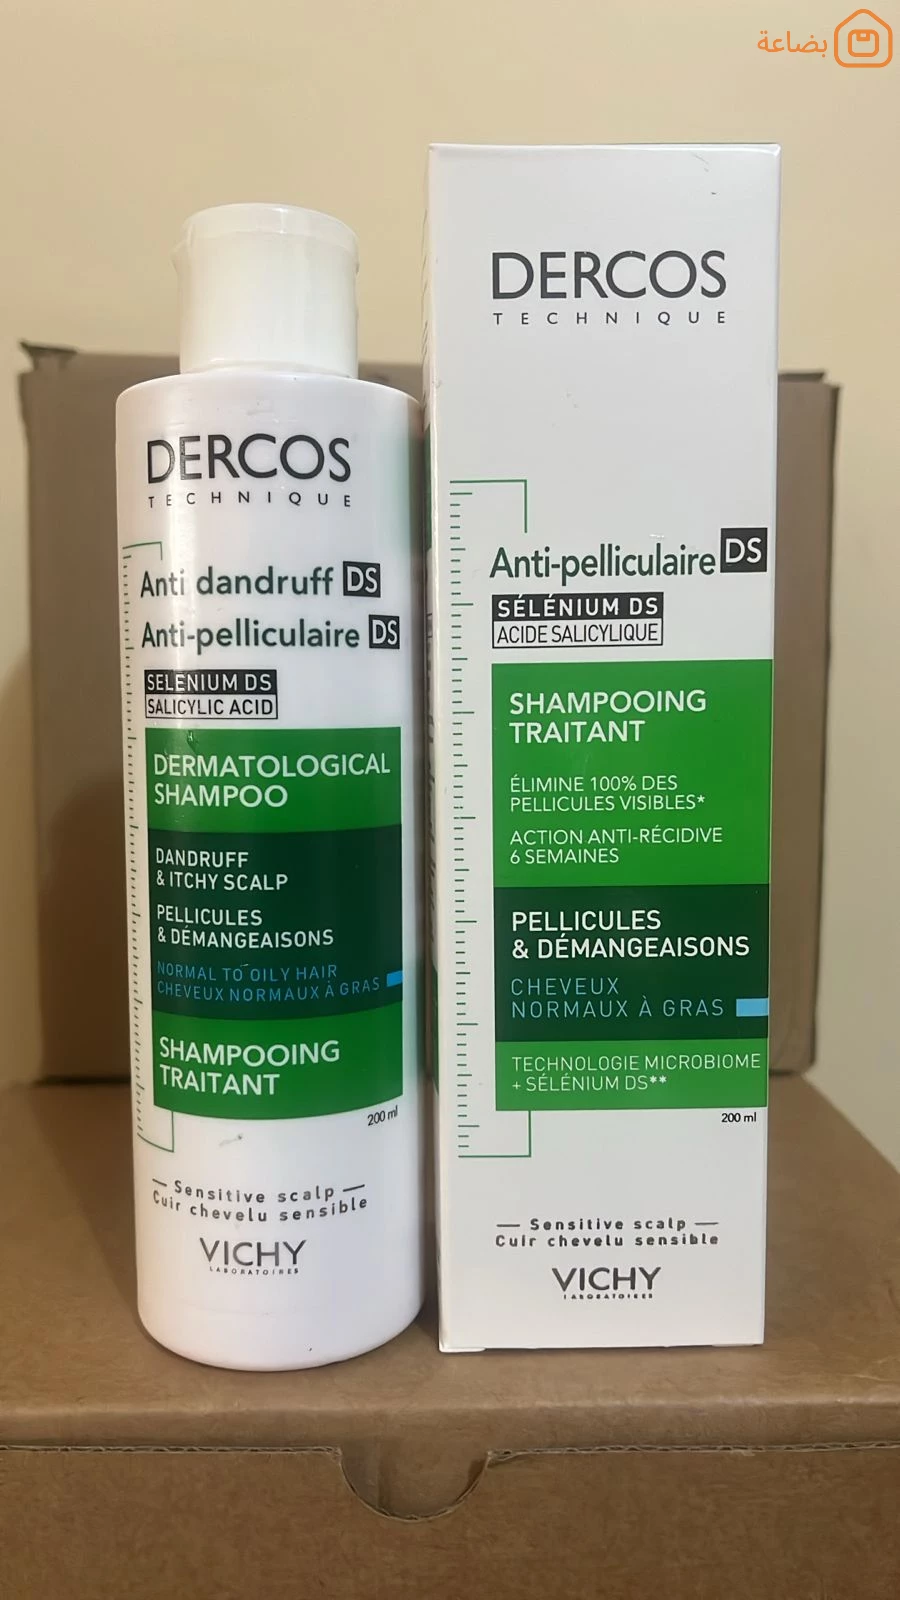 بضاعة
DERCOS
TECHNIQUE
Anti dandruff DS
Anti-pelliculaire DS
SELENIUM DS
SALICYLIC ACID
DERMATOLOGICAL
SHAMPOO
DANDRUFF
& ITCHY SCALP
PELLICULES
& DÉMANGEAISONS
NORMAL TO OILY HAIR
CHEVEUX NORMAUX À GRAS
SHAMPOOING
TRAITANT
200 ml
Sensitive scalp
Cuir chevelu sensible
VICHY
LABORATOIRES
DERCOS
TECHNIQUE
Anti-pelliculaire DS
SÉLÉNIUM DS
ACIDE SALICYLIQUE
SHAMPOOING
TRAITANT
ÉLIMINE 100% DES
PELLICULES VISIBLES*
ACTION ANTI-RÉCIDIVE
6 SEMAINES
PELLICULES
& DÉMANGEAISONS
CHEVEUX
NORMAUX À GRAS
TECHNOLOGIE MICROBIOME
+ SÉLÉNIUM DS**
200 ml
Sensitive scalp
Cuir chevelu sensible
VICHY
LABORATOIRES